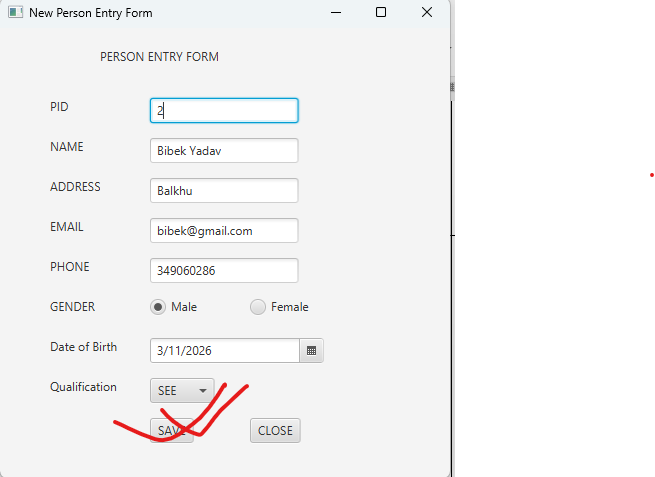 New Person Entry Form
PERSON ENTRY FORM
PID 2
NAME Bibek Yadav
ADDRESS Balkhu
EMAIL bibek@gmail.com
PHONE 349060286
GENDER Male Female
Date of Birth 3/11/2026
Qualification SEE
SAVE CLOSE